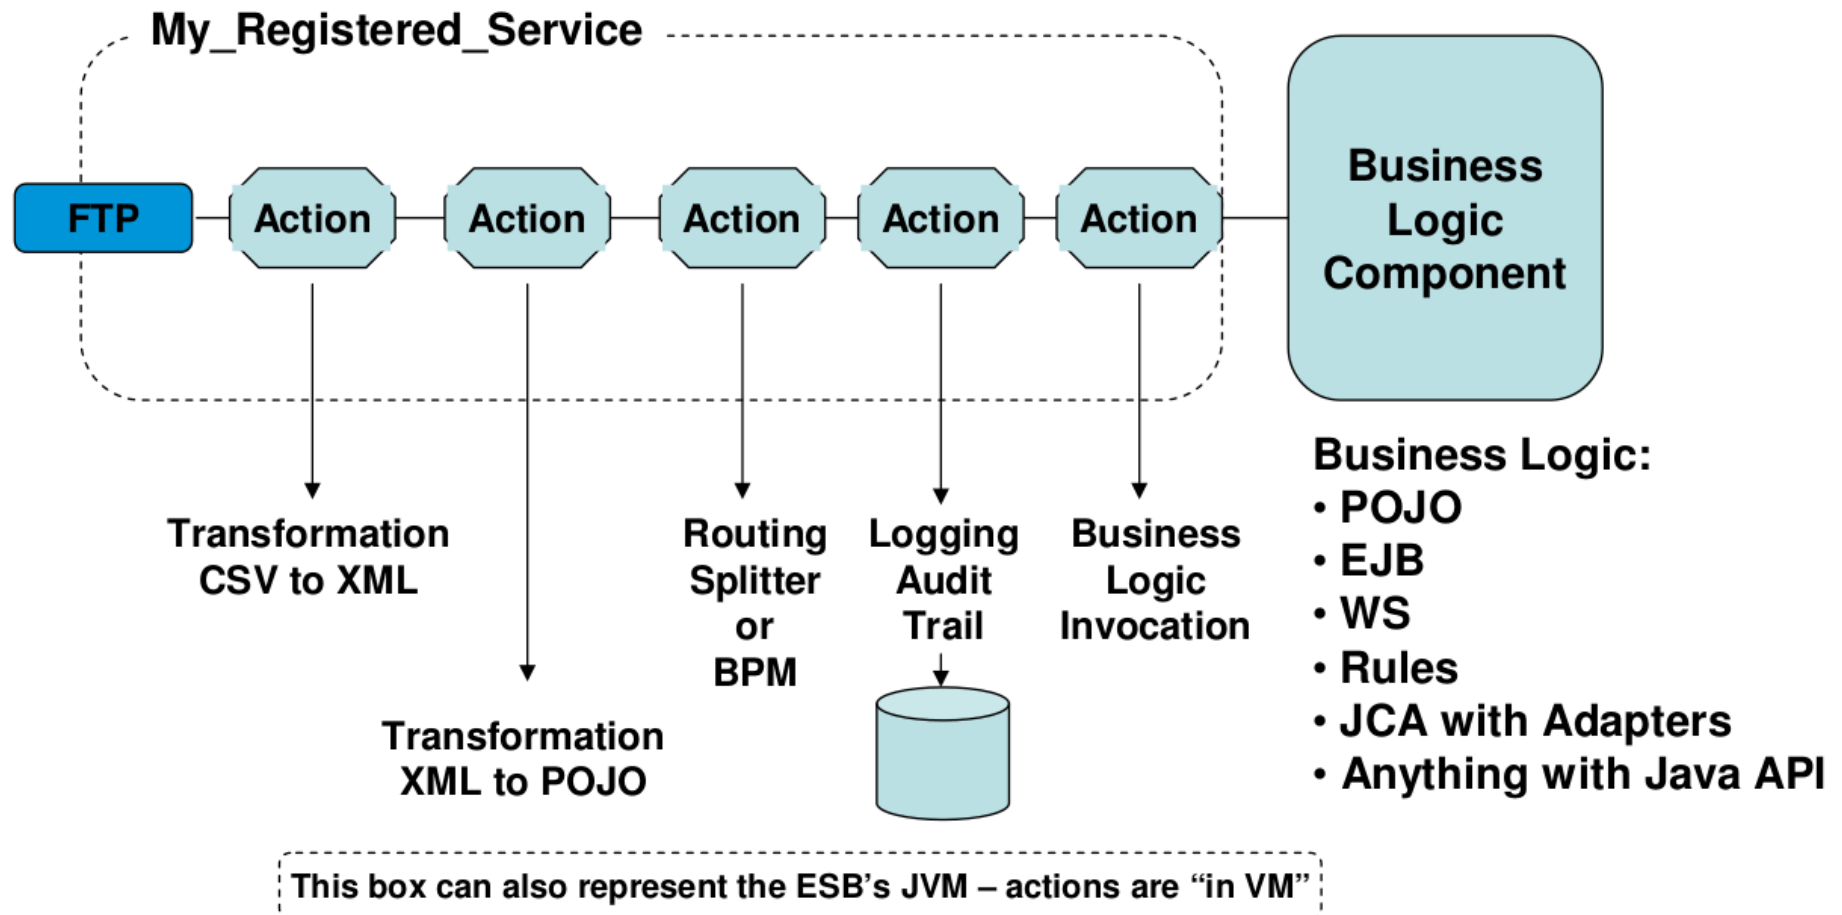 My_Registered_Service
FTP
Action
Action
Action
Action
Action
Business
Logic
Component
Transformation
CSV to XML
Transformation
XML to POJO
Routing
Splitter
or
BPM
Logging
Audit
Trail
Business
Logic
Invocation
Business Logic:
• POJO
• EJB
• WS
• Rules
• JCA with Adapters
• Anything with Java API
This box can also represent the ESB’s JVM – actions are “in VM”